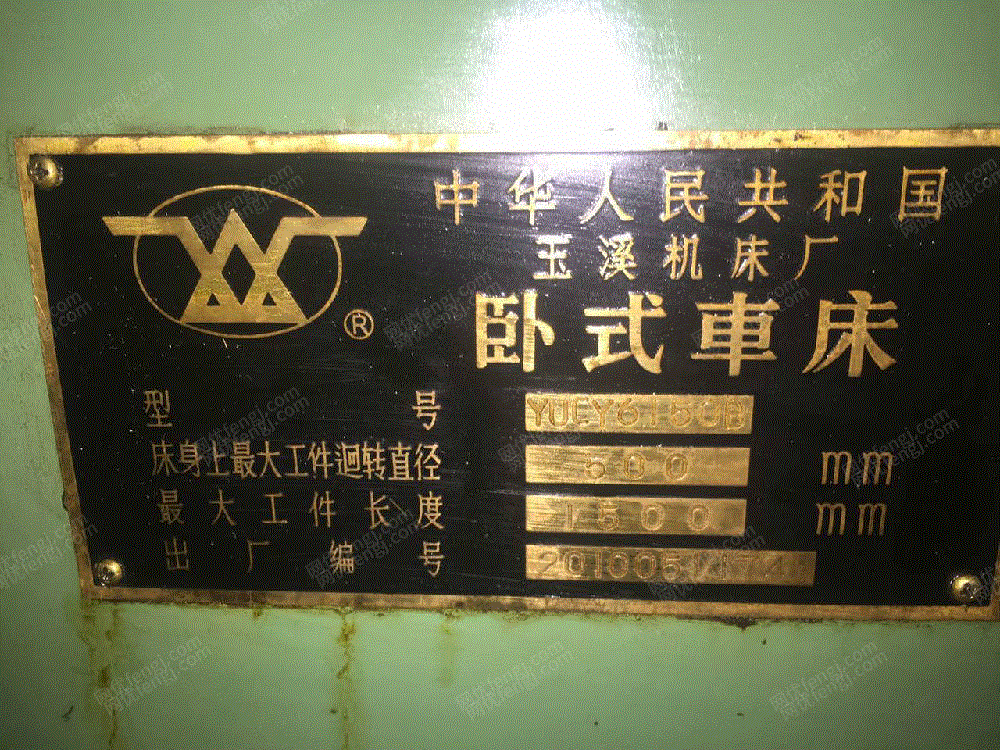 中华人民共和国
玉溪机床厂
卧式車床
®
型号 YUCY6150B
床身上最大工件迴转直径 500 mm
最大工件长度 1500 mm
出厂编号